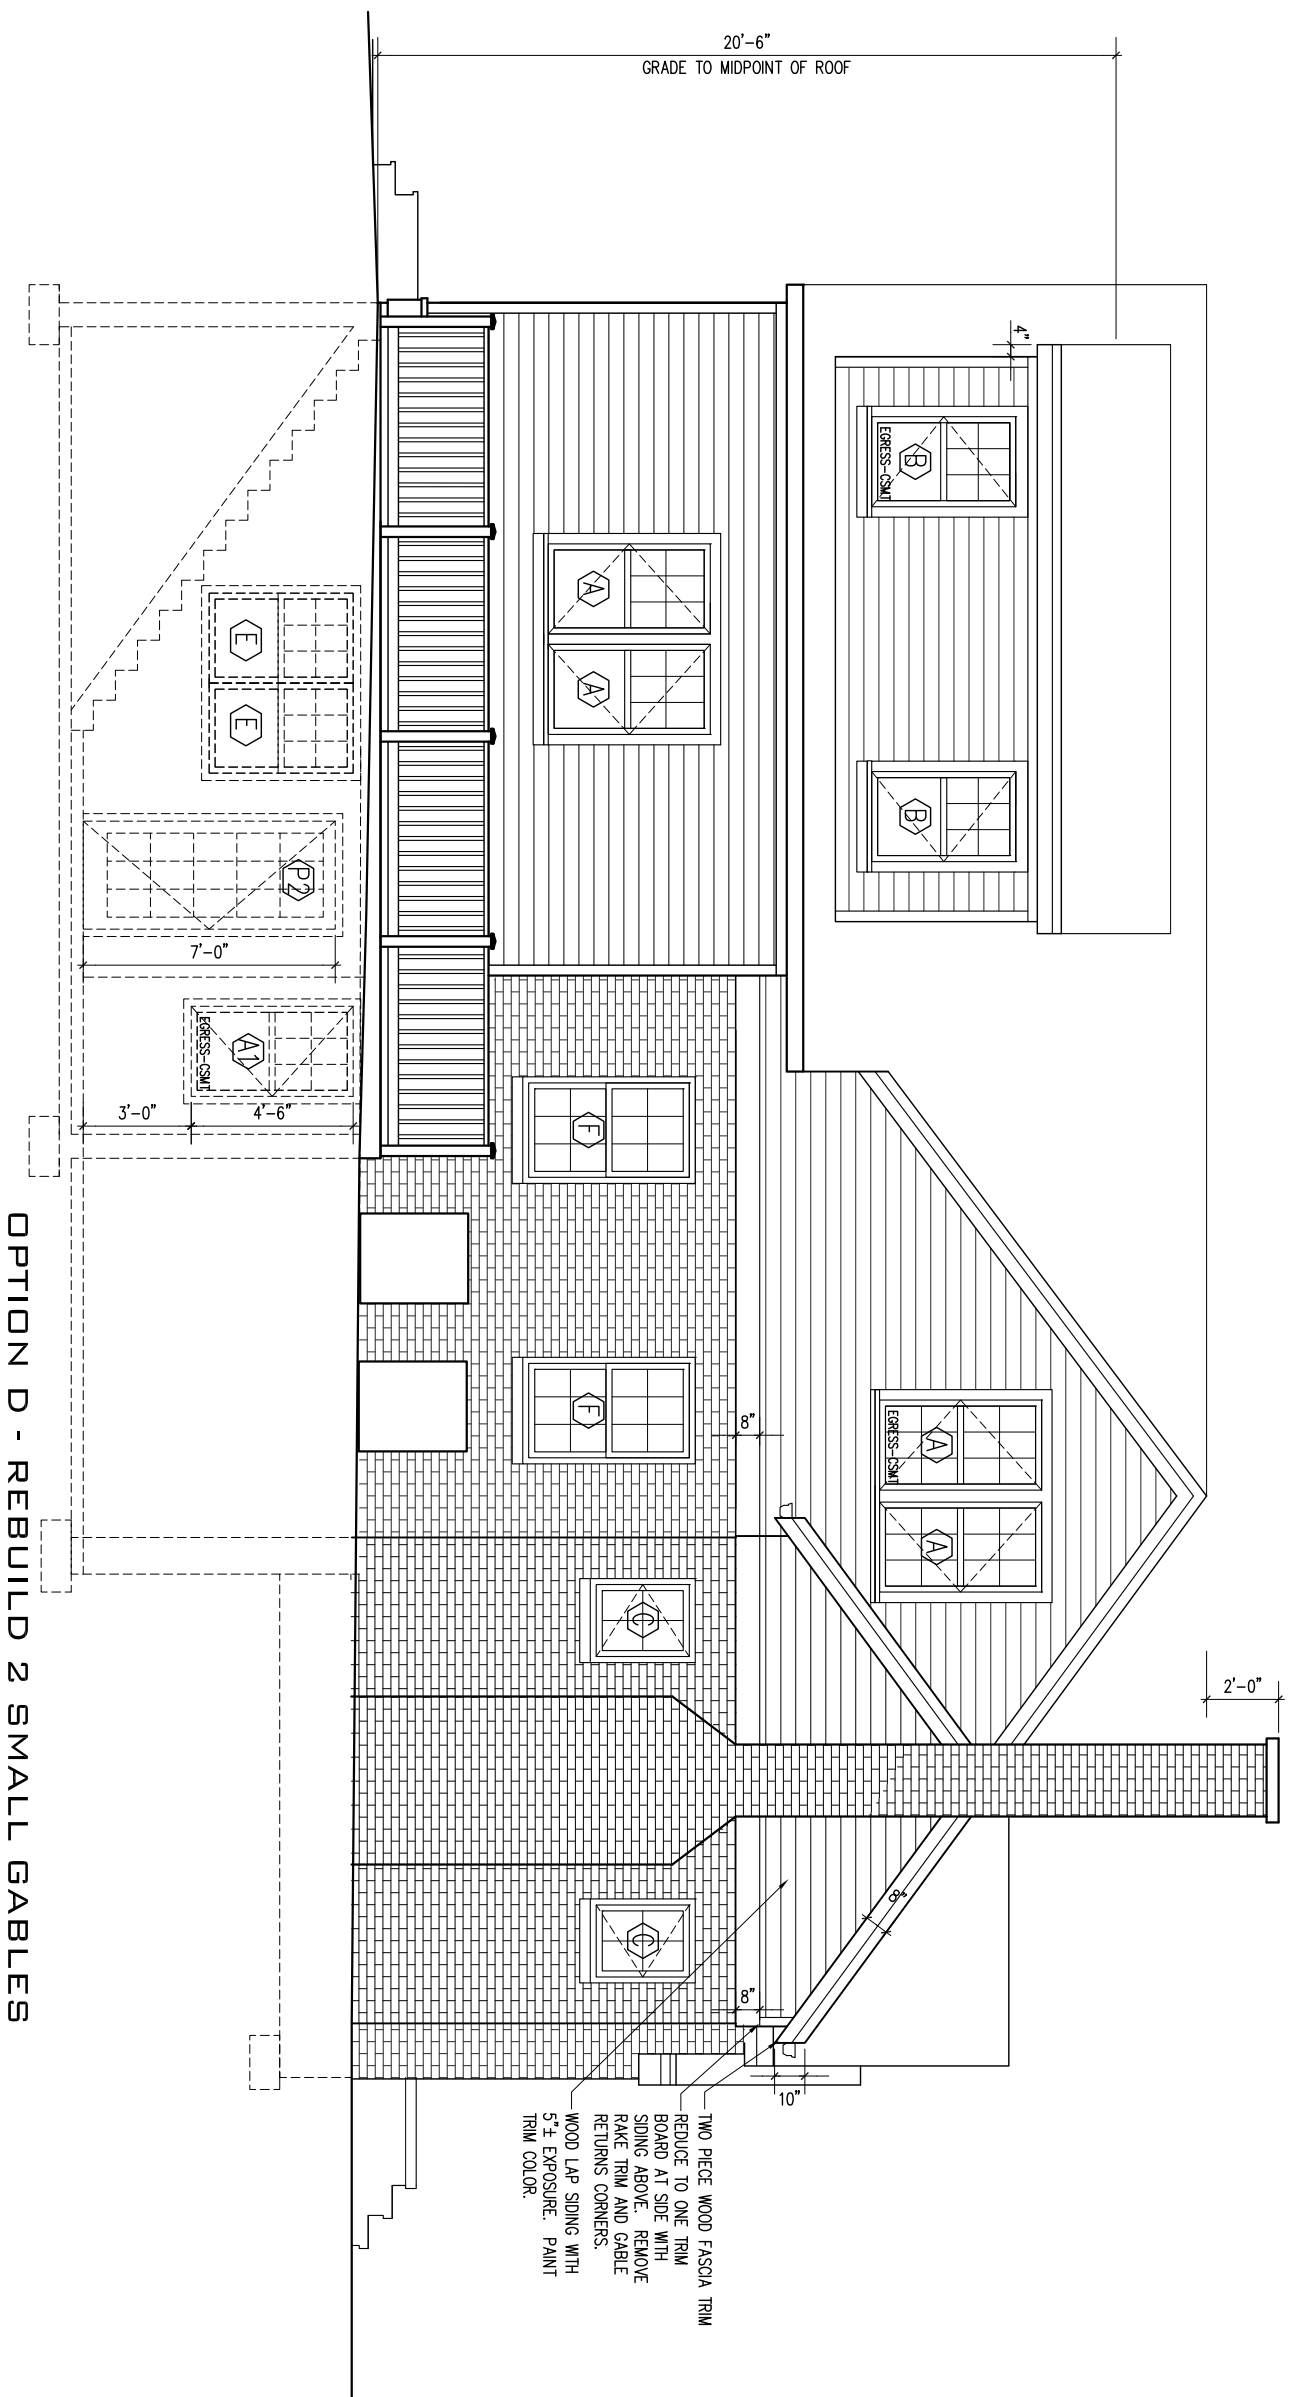 20'-6"
GRADE TO MIDPOINT OF ROOF
4"
B
EGRESS-CSMT
B
A
A
E
E
P2
7'-0"
A1
EGRESS-CSMT
3'-0"
4'-6"
F
F
8"
A
EGRESS-CSMT
A
C
C
2'-0"
8"
8"
10"
TWO PIECE WOOD FASCIA TRIM
REDUCE TO ONE TRIM
BOARD AT SIDE WITH
SIDING ABOVE. REMOVE
RAKE TRIM AND GABLE
RETURNS CORNERS.
WOOD LAP SIDING WITH
5"± EXPOSURE. PAINT
TRIM COLOR.
OPTION D - REBUILD 2 SMALL GABLES